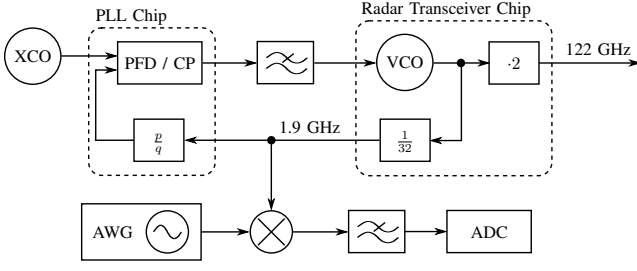 PLL Chip
Radar Transceiver Chip
XCO
PFD / CP
VCO
·2
122 GHz
p/q
1.9 GHz
1/32
AWG
ADC